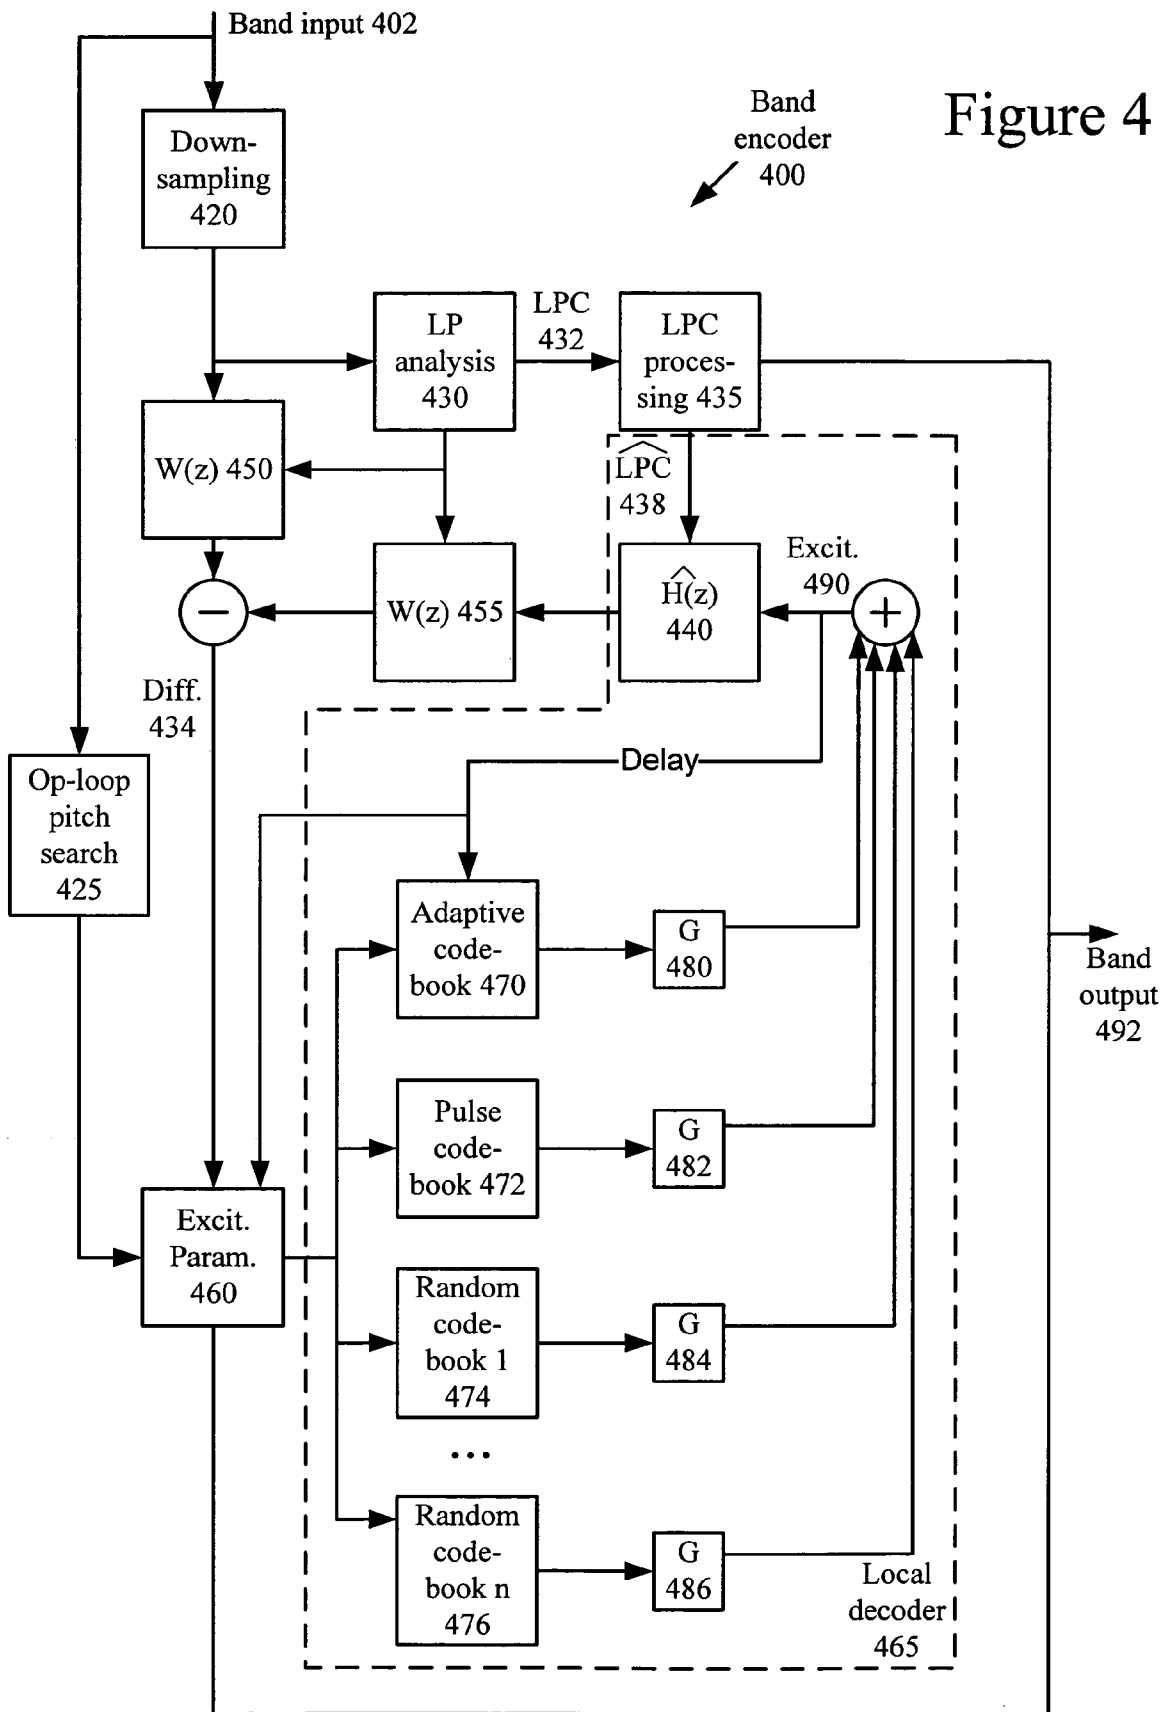 Band input 402
Figure 4
Band
encoder
400
Down-
sampling
420
LP
analysis
430
LPC
432
LPC
proces-
sing 435
W(z) 450
LPC
438
Excit.
490
H(z)
440
W(z) 455
−
+
Diff.
434
Delay
Op-loop
pitch
search
425
Adaptive
code-
book 470
G
480
Band
output
492
Pulse
code-
book 472
G
482
Excit.
Param.
460
Random
code-
book 1
474
G
484
...
Random
code-
book n
476
G
486
Local
decoder
465